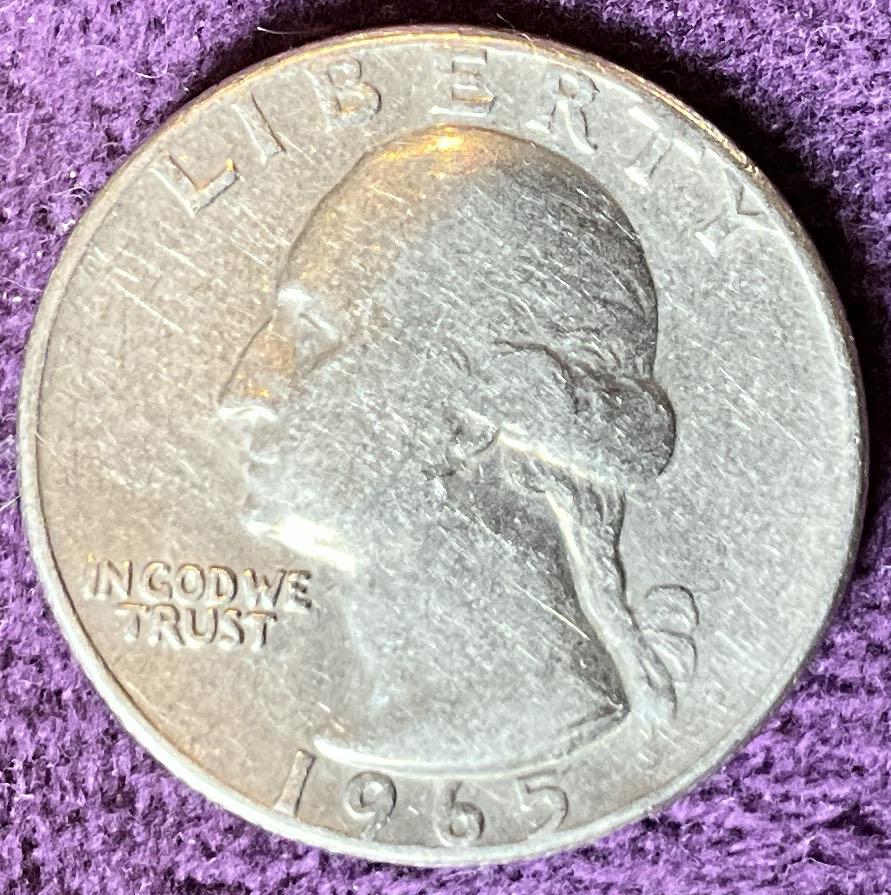 LIBERTY
IN GOD WE
TRUST
1965